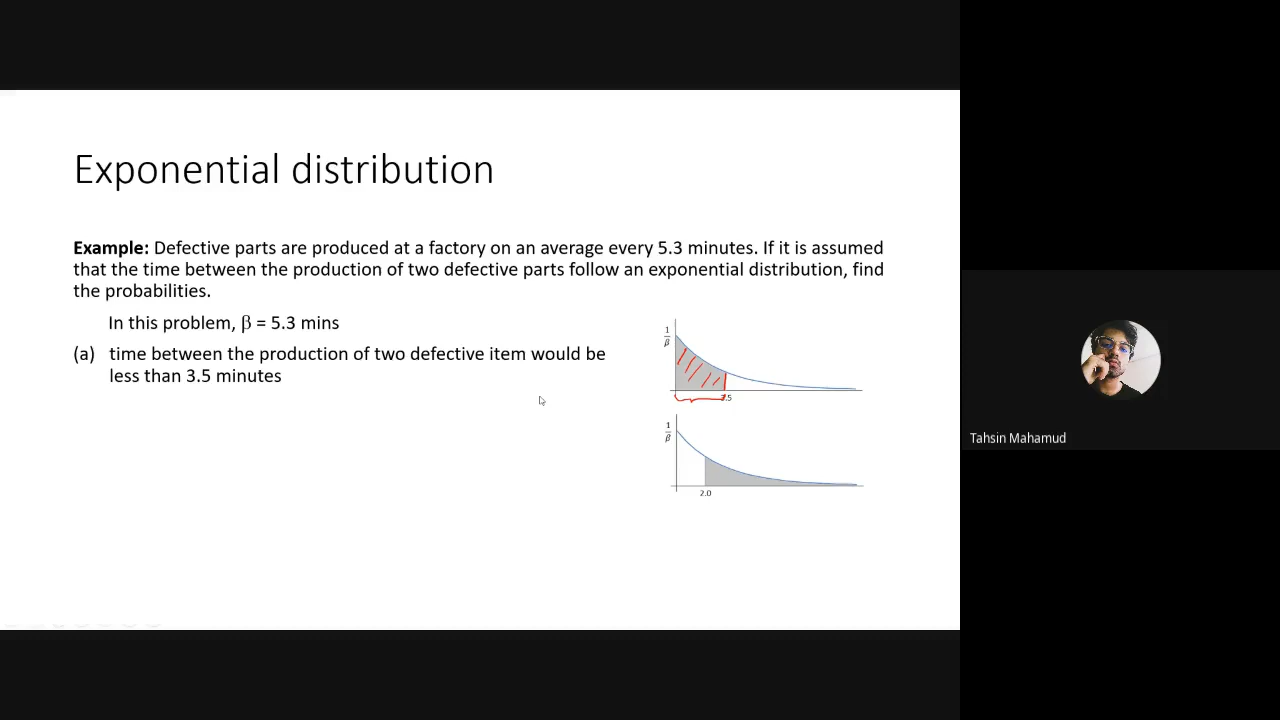 Exponential distribution
Example: Defective parts are produced at a factory on an average every 5.3 minutes. If it is assumed
that the time between the production of two defective parts follow an exponential distribution, find
the probabilities.
In this problem, β = 5.3 mins
(a) time between the production of two defective item would be
less than 3.5 minutes
1
β
.5
1
β
2.0
Tahsin Mahamud